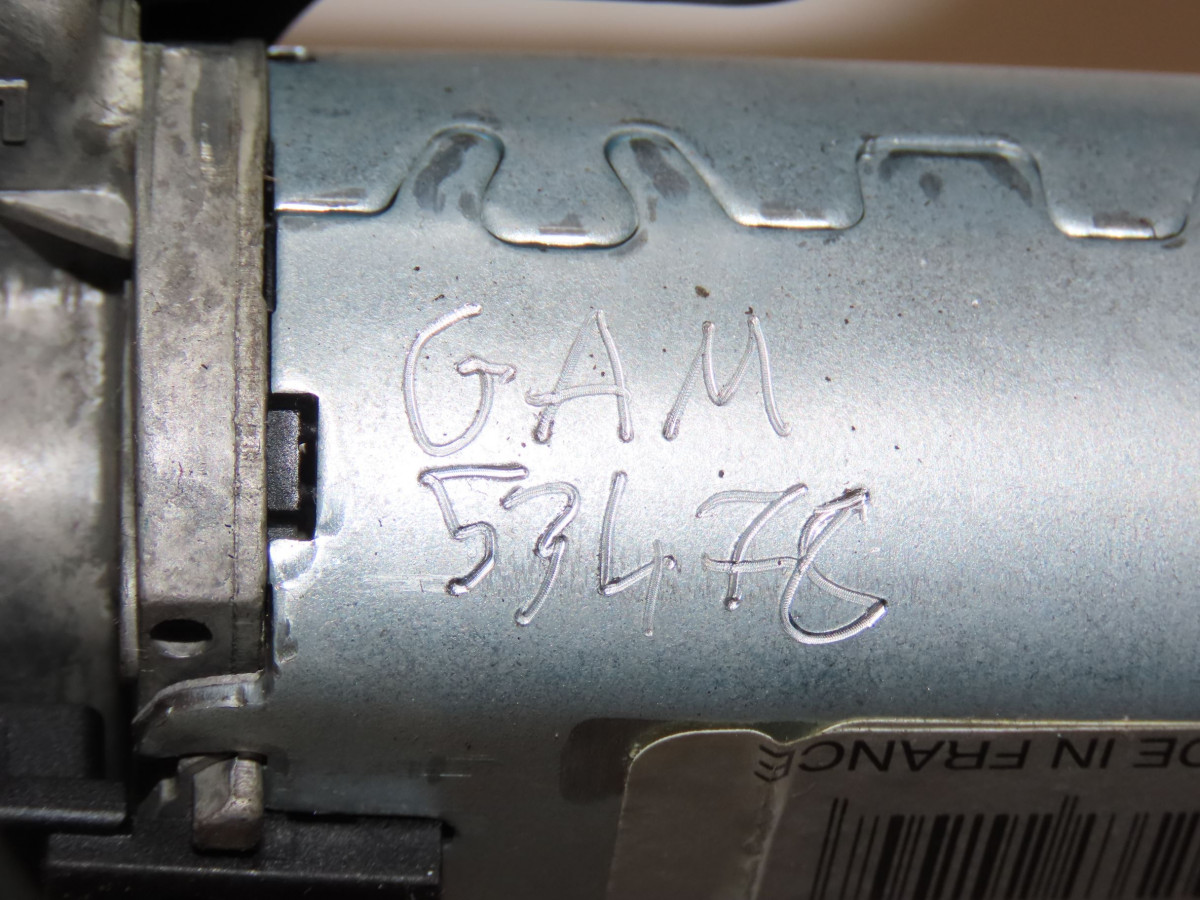 GAM
53478
DE IN FRANCE